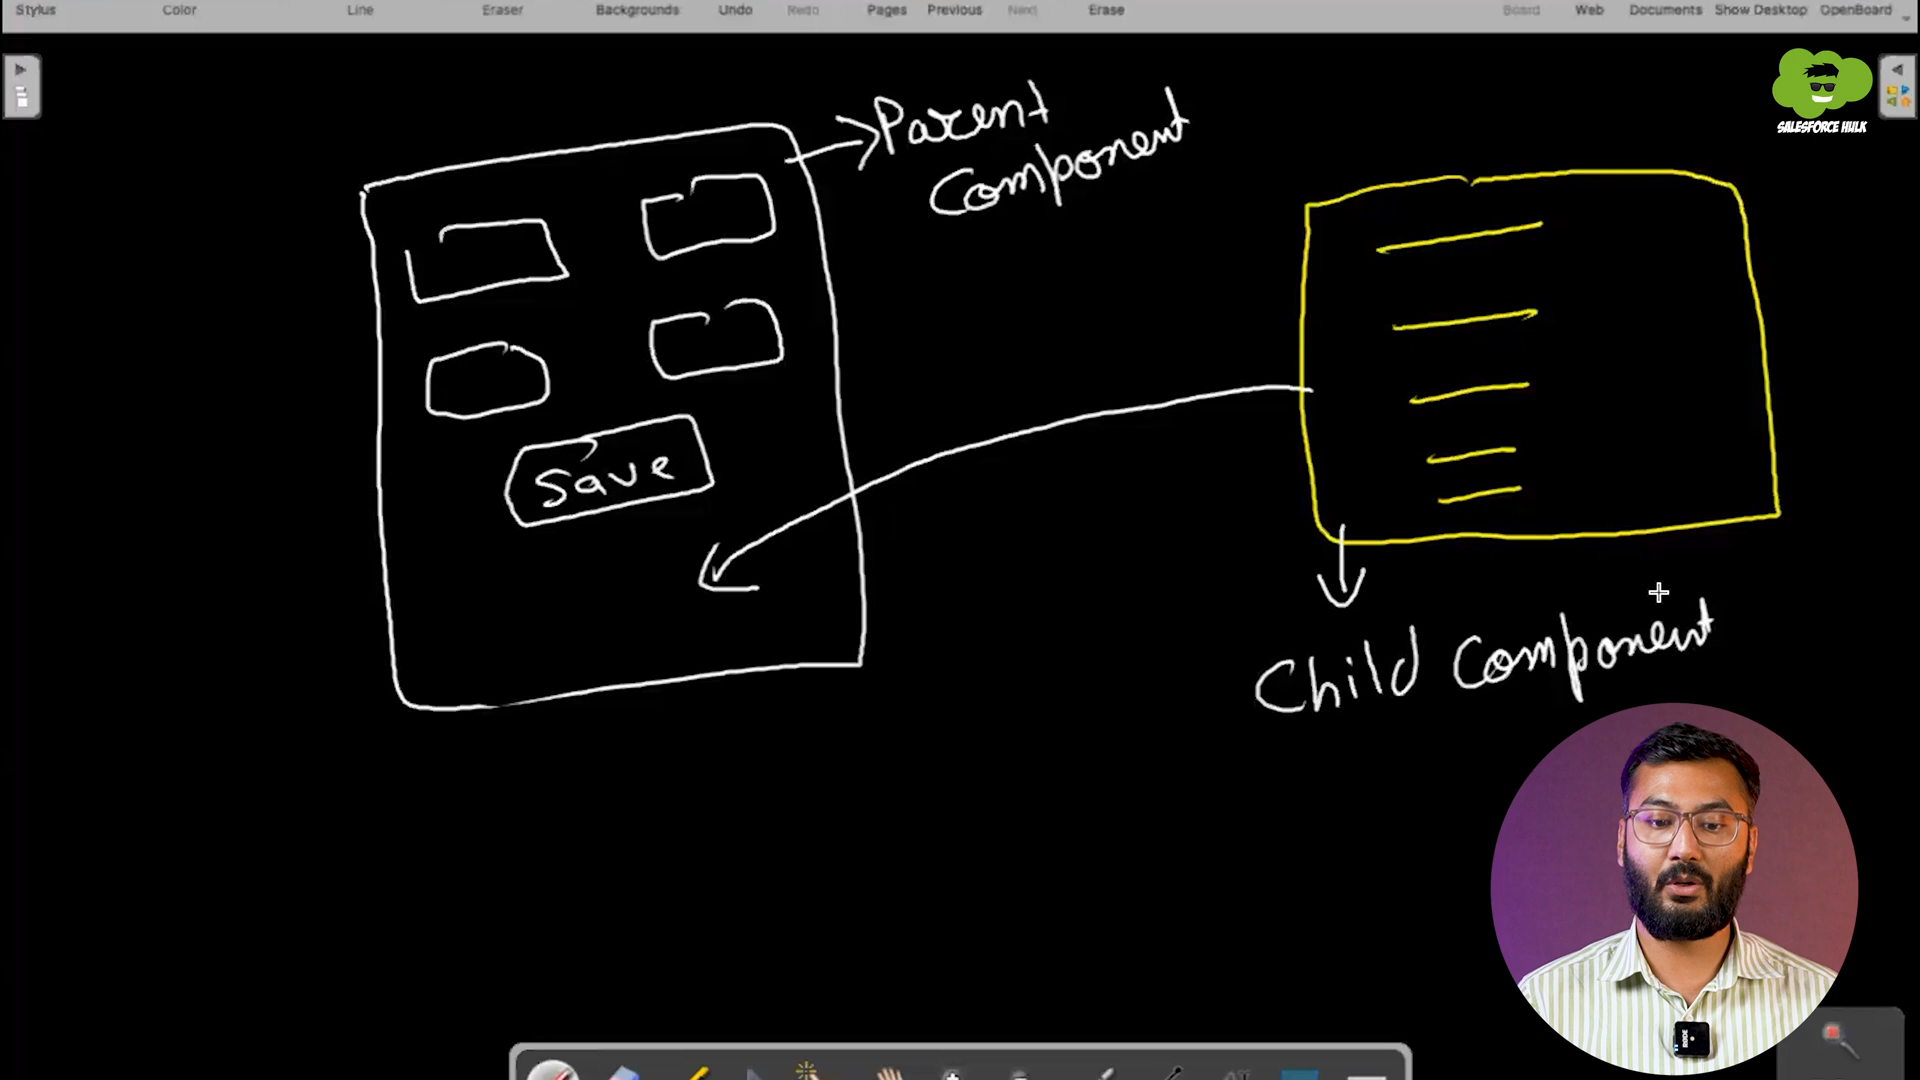 Stylus Color Line Eraser Backgrounds Undo Redo Pages Previous Next Erase Board Web Documents Show Desktop OpenBoard
SALESFORCE HULK
Parent
Component
Save
Child Component
RODE